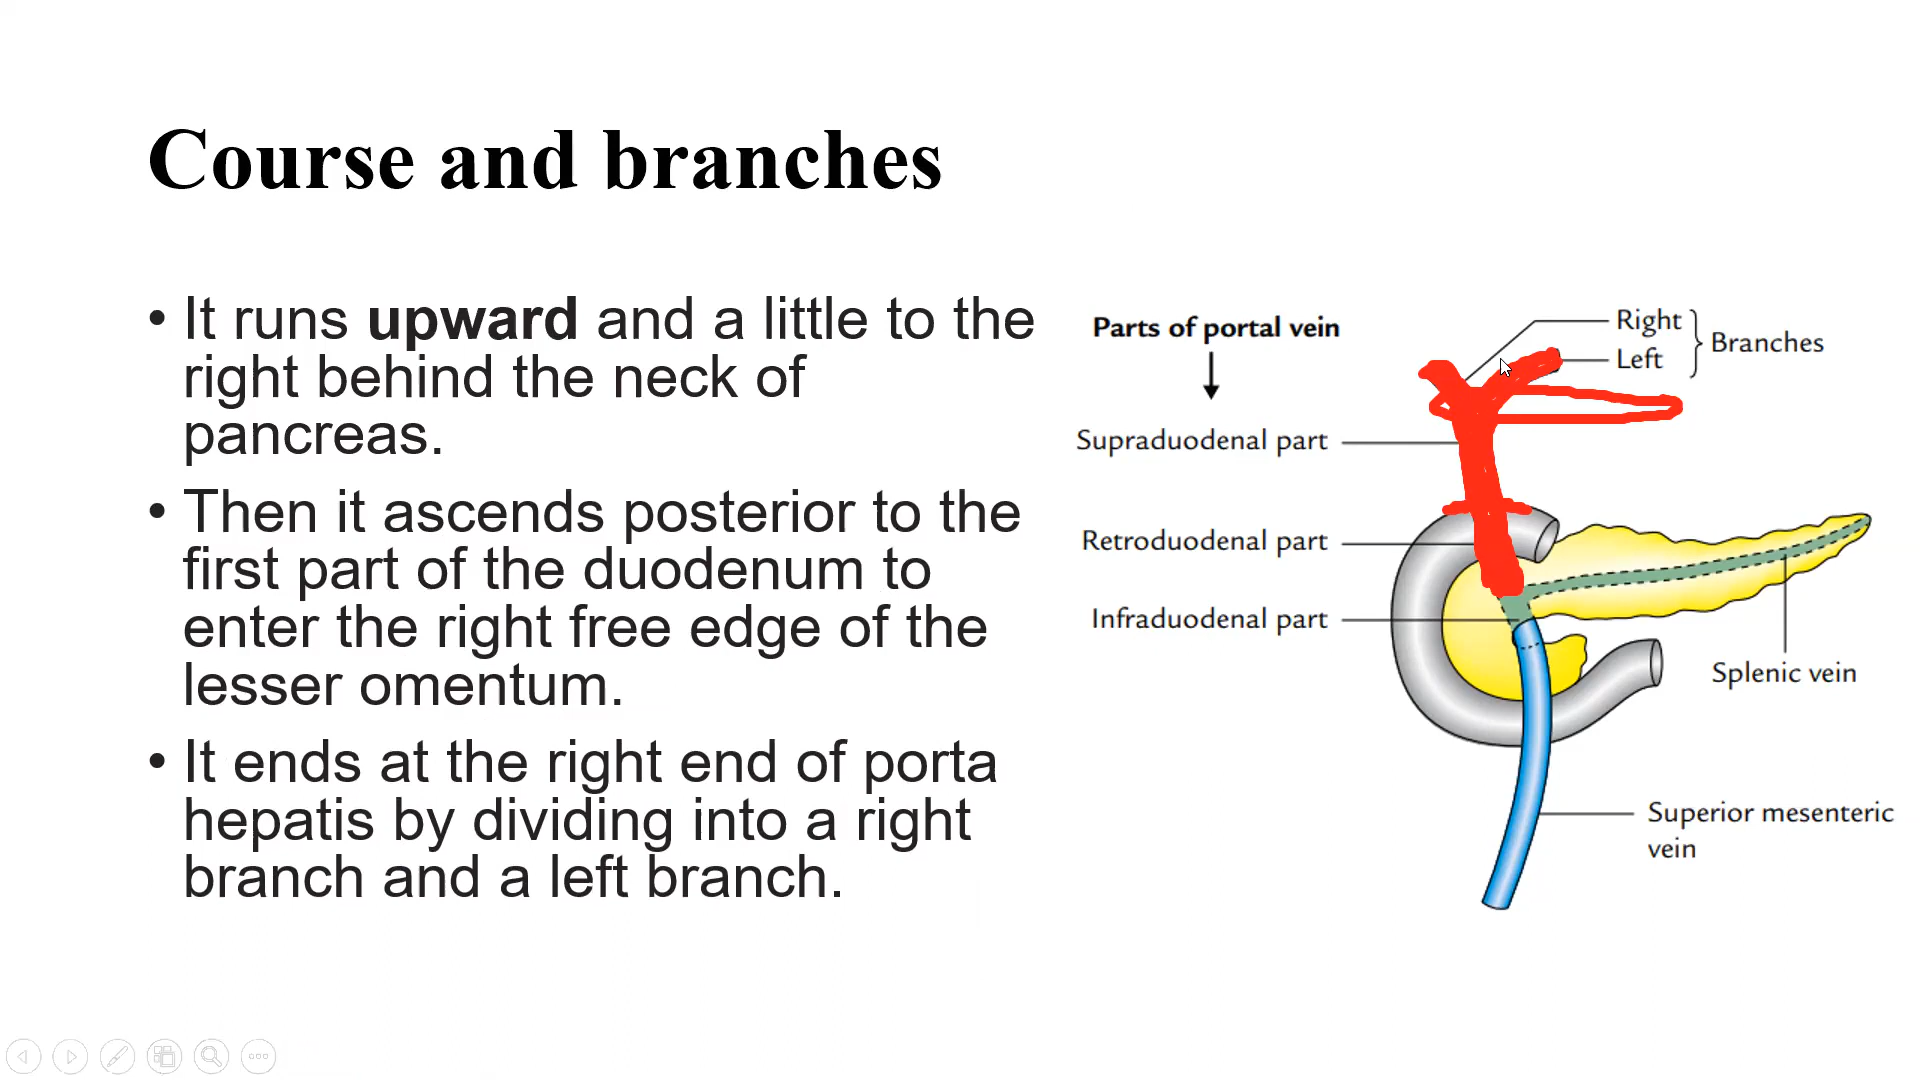 Course and branches
• It runs upward and a little to the
right behind the neck of
pancreas.
• Then it ascends posterior to the
first part of the duodenum to
enter the right free edge of the
lesser omentum.
• It ends at the right end of porta
hepatis by dividing into a right
branch and a left branch.
Parts of portal vein
Right
Left
Branches
Supraduodenal part
Retroduodenal part
Infraduodenal part
Splenic vein
Superior mesenteric
vein